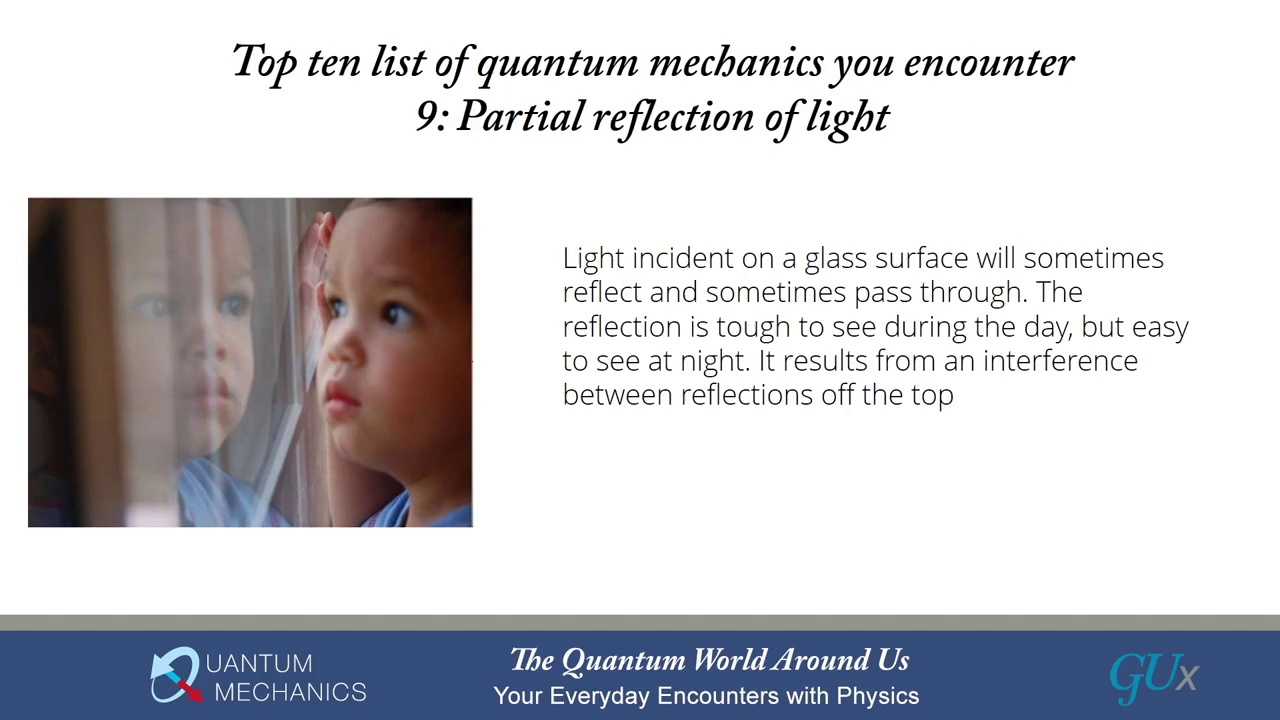 Top ten list of quantum mechanics you encounter
9: Partial reflection of light
Light incident on a glass surface will sometimes
reflect and sometimes pass through. The
reflection is tough to see during the day, but easy
to see at night. It results from an interference
between reflections off the top
QUANTUM
MECHANICS
The Quantum World Around Us
Your Everyday Encounters with Physics
GUx